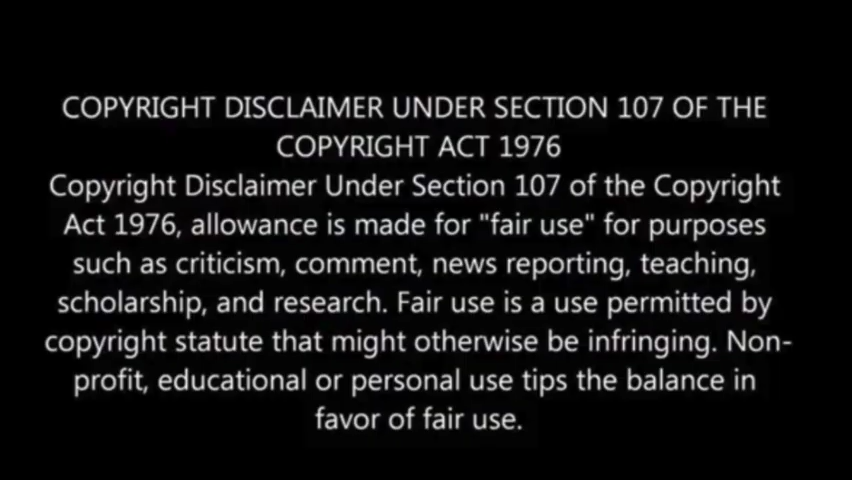 COPYRIGHT DISCLAIMER UNDER SECTION 107 OF THE
COPYRIGHT ACT 1976
Copyright Disclaimer Under Section 107 of the Copyright
Act 1976, allowance is made for "fair use" for purposes
such as criticism, comment, news reporting, teaching,
scholarship, and research. Fair use is a use permitted by
copyright statute that might otherwise be infringing. Non-
profit, educational or personal use tips the balance in
favor of fair use.